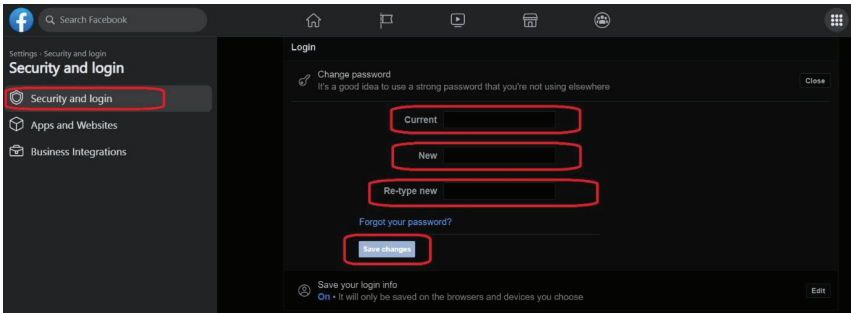 Search Facebook
Settings › Security and login
Security and login
Security and login
Apps and Websites
Business Integrations
Login
Change password
It's a good idea to use a strong password that you're not using elsewhere
Close
Current
New
Re-type new
Forgot your password?
Save changes
Save your login info
On • It will only be saved on the browsers and devices you choose
Edit